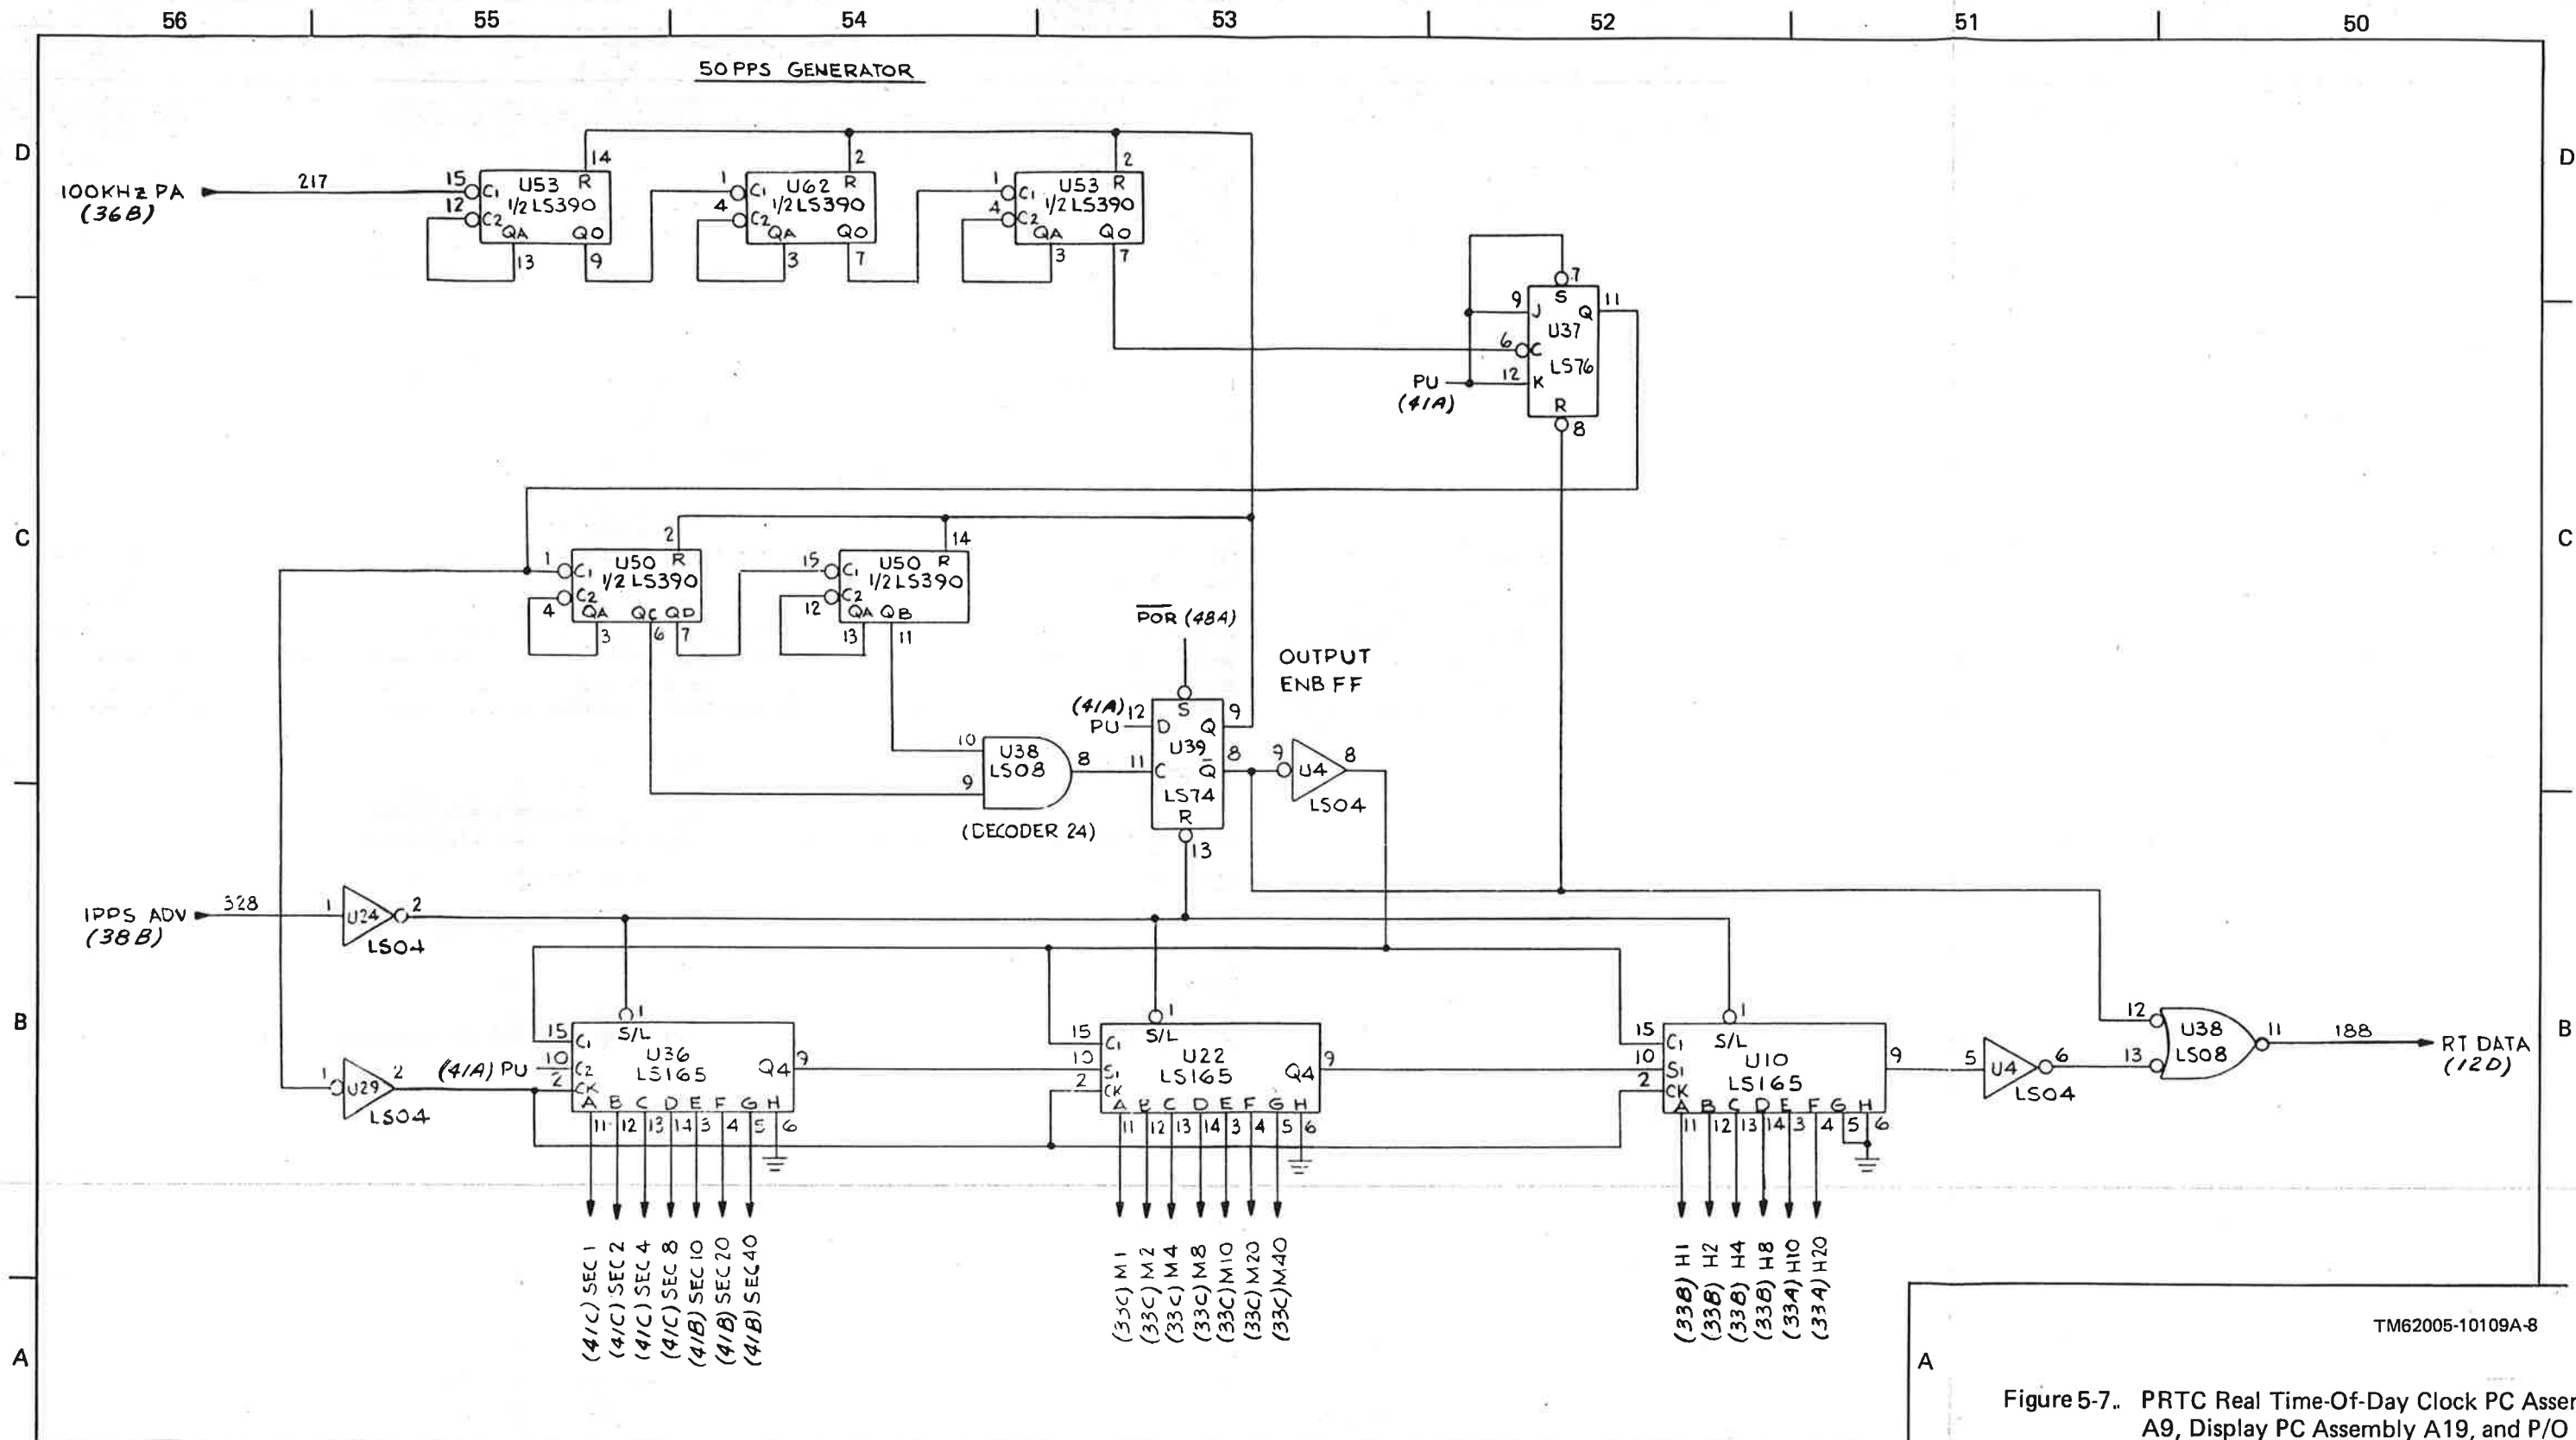 56 55 54 53 52 51 50
50PPS GENERATOR
D
D
100KHz PA
(36B)
217
15 C1 U53 R 14
12 C2 1/2 LS390
QA QO
13 9
1 C1 U62 R 2
4 C2 1/2 LS390
QA QO
3 7
1 C1 U53 R 2
4 C2 1/2 LS390
QA QO
3 7
7
S
9 J Q 11
U37
6 C
LS76
PU 12 K
(41A)
R
8
C
C
1 C1 U50 R 2
4 C2 1/2 LS390
QA QC QD
3 6 7
15 C1 U50 R 14
12 C2 1/2 LS390
QA QB
13 11
POR (48A)
OUTPUT
ENB FF
(41A) 12 S 9
PU D Q
U39
11 C Q 8
LS74
R
13
10 U38
LS08 8
9
(DECODER 24)
9 U4 8
LS04
1PPS ADV
(38B)
328
1 U24 2
LS04
B
B
1 U29 2
LS04
(41A) PU
1
15 C1 S/L
10 C2 U36 Q4 9
2 CK LS165
A B C D E F G H
11 12 13 14 3 4 5 6
1
15 C1 S/L
10 S1 U22 Q4 9
2 CK LS165
A B C D E F G H
11 12 13 14 3 4 5 6
1
15 C1 S/L
10 S1 U10 9
2 CK LS165
A B C D E F G H
11 12 13 14 3 4 5 6
5 U4 6
LS04
12 U38 11
13 LS08
188
RT DATA
(12D)
(41C) SEC 1
(41C) SEC 2
(41C) SEC 4
(41C) SEC 8
(41B) SEC 10
(41B) SEC 20
(41B) SEC 40
(33C) M1
(33C) M2
(33C) M4
(33C) M8
(33C) M10
(33C) M20
(33C) M40
(33B) H1
(33B) H2
(33B) H4
(33B) H8
(33A) H10
(33A) H20
A
A
TM62005-10109A-8
Figure 5-7. PRTC Real Time-Of-Day Clock PC Assem
A9, Display PC Assembly A19, and P/O